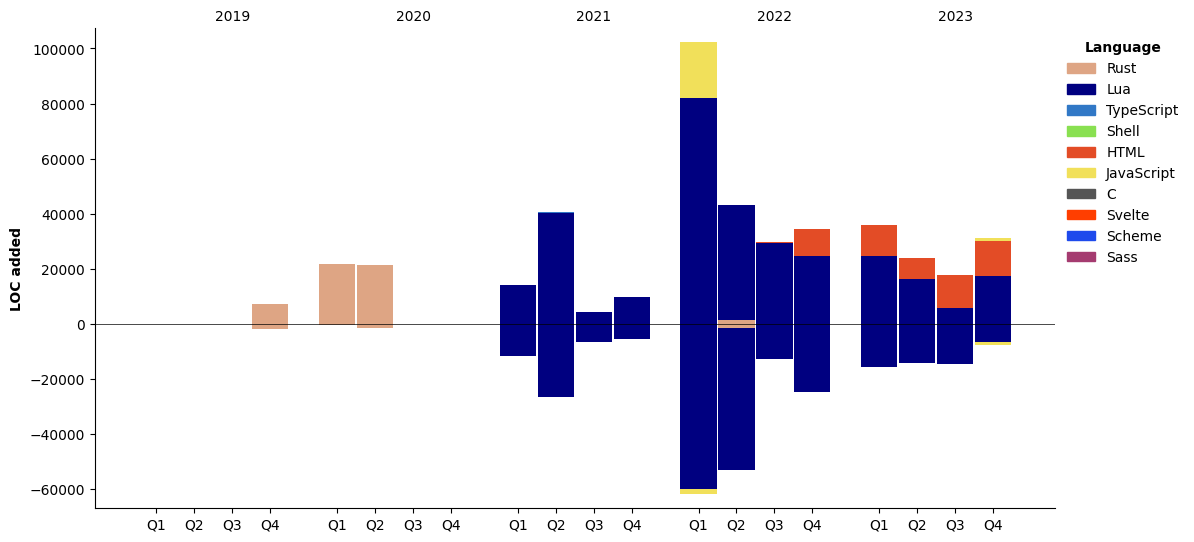 2019 2020 2021 2022 2023
LOC added
100000
80000
60000
40000
20000
0
−20000
−40000
−60000
Q1 Q2 Q3 Q4 Q1 Q2 Q3 Q4 Q1 Q2 Q3 Q4 Q1 Q2 Q3 Q4 Q1 Q2 Q3 Q4
Language
Rust
Lua
TypeScript
Shell
HTML
JavaScript
C
Svelte
Scheme
Sass